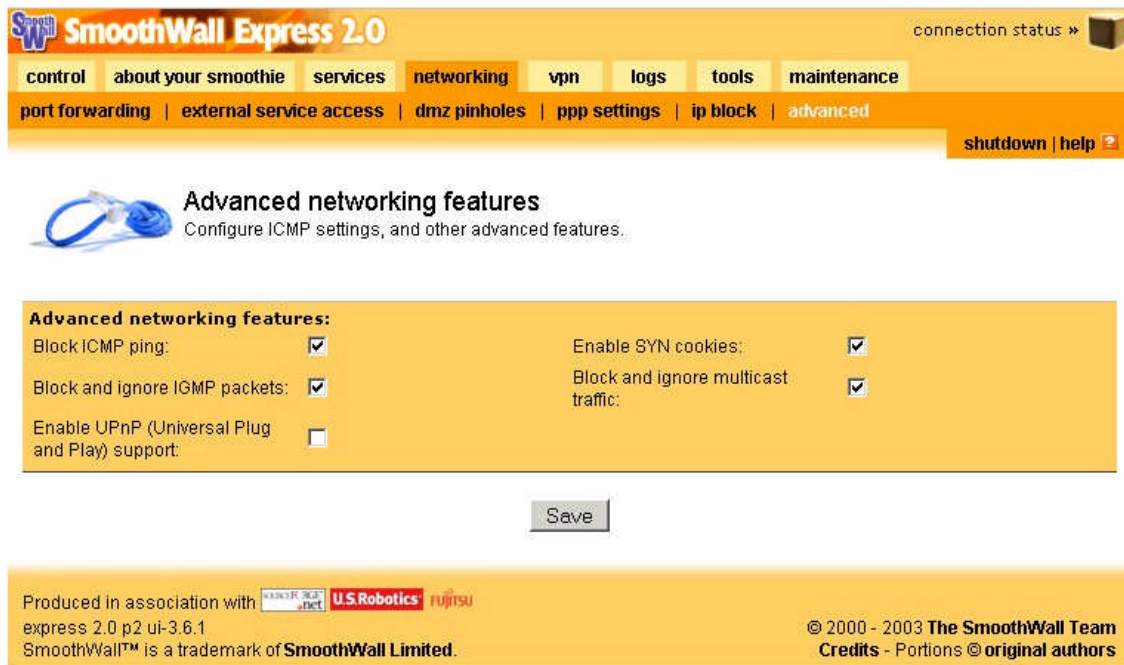 Smooth Wall SmoothWall Express 2.0 connection status »
control about your smoothie services networking vpn logs tools maintenance
port forwarding | external service access | dmz pinholes | ppp settings | ip block | advanced
shutdown | help ?
Advanced networking features
Configure ICMP settings, and other advanced features.
Advanced networking features:
Block ICMP ping: Enable SYN cookies:
Block and ignore IGMP packets: Block and ignore multicast
traffic:
Enable UPnP (Universal Plug
and Play) support:
Save
Produced in association with SOURCEFORGE .net U.S.Robotics FUJITSU
express 2.0 p2 ui-3.6.1
© 2000 - 2003 The SmoothWall Team
SmoothWall™ is a trademark of SmoothWall Limited.
Credits - Portions © original authors